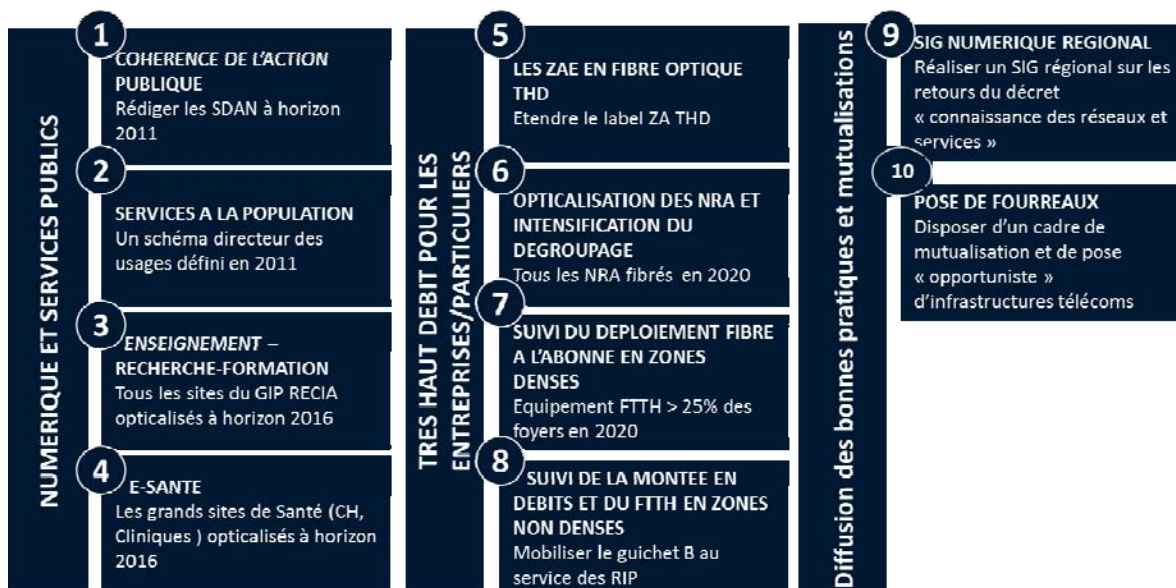 NUMERIQUE ET SERVICES PUBLICS
1
COHERENCE DE L'ACTION
PUBLIQUE
Rédiger les SDAN à horizon
2011
2
SERVICES A LA POPULATION
Un schéma directeur des
usages défini en 2011
3
ENSEIGNEMENT –
RECHERCHE-FORMATION
Tous les sites du GIP RECIA
opticalisés à horizon 2016
4
E-SANTE
Les grands sites de Santé (CH,
Cliniques ) opticalisés à horizon
2016
TRES HAUT DEBIT POUR LES
ENTREPRISES/PARTICULIERS
5
LES ZAE EN FIBRE OPTIQUE
THD
Etendre le label ZA THD
6
OPTICALISATION DES NRA ET
INTENSIFICATION DU
DEGROUPAGE
Tous les NRA fibrés en 2020
7
SUIVI DU DEPLOIEMENT FIBRE
A L'ABONNE EN ZONES
DENSES
Equipement FTTH > 25% des
foyers en 2020
8
SUIVI DE LA MONTEE EN
DEBITS ET DU FTTH EN ZONES
NON DENSES
Mobiliser le guichet B au
service des RIP
Diffusion des bonnes pratiques et mutualisations
9
SIG NUMERIQUE REGIONAL
Réaliser un SIG régional sur les
retours du décret
« connaissance des réseaux et
services »
10
POSE DE FOURREAUX
Disposer d'un cadre de
mutualisation et de pose
« opportuniste »
d'infrastructures télécoms